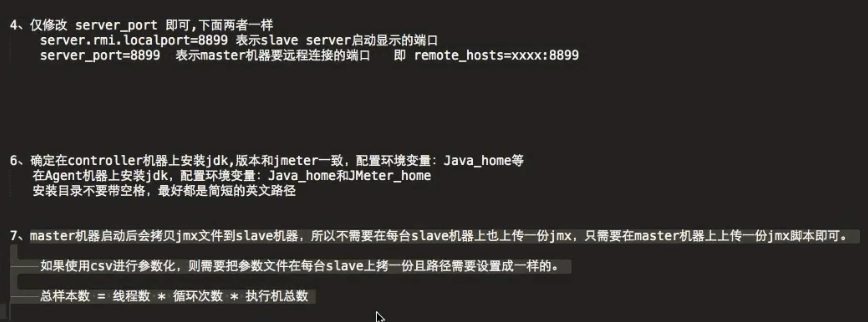 4、仅修改 server_port 即可,下面两者一样
server.rmi.localport=8899 表示slave server启动显示的端口
server_port=8899 表示master机器要远程连接的端口 即 remote_hosts=xxxx:8899
6、确定在controller机器上安装jdk,版本和jmeter一致，配置环境变量：Java_home等
在Agent机器上安装jdk，配置环境变量：Java_home和JMeter_home
安装目录不要带空格，最好都是简短的英文路径
7、master机器启动后会拷贝jmx文件到slave机器，所以不需要在每台slave机器上也上传一份jmx，只需要在master机器上上传一份jmx脚本即可。
如果使用csv进行参数化，则需要把参数文件在每台slave上拷一份且路径需要设置成一样的。
总样本数 = 线程数 * 循环次数 * 执行机总数